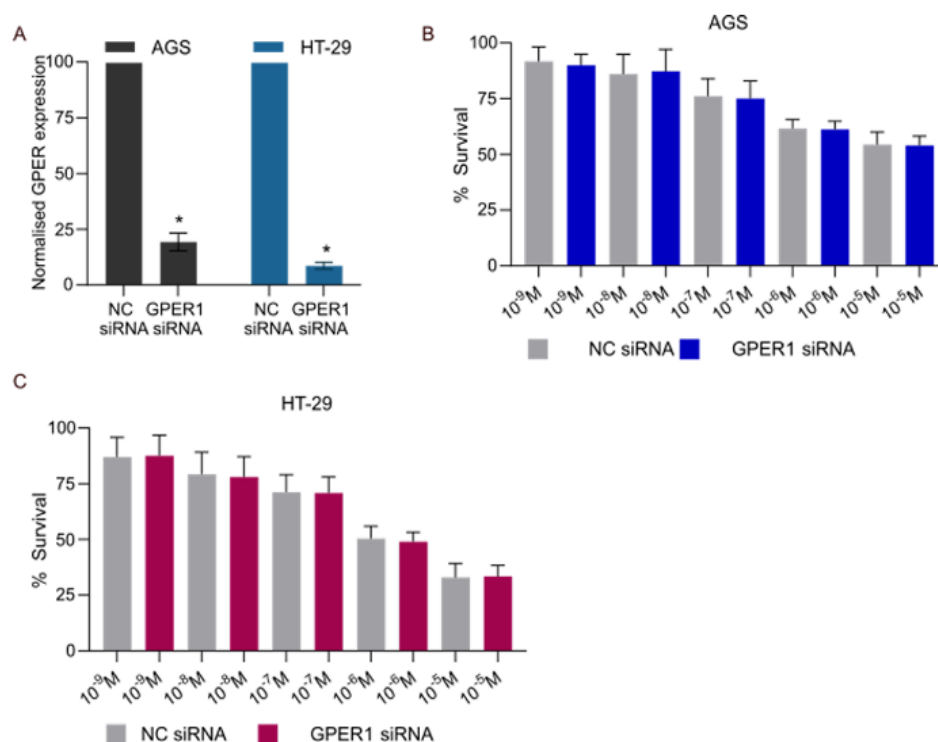 A
AGS
HT-29
Normalised GPER expression
100
75
50
25
0
*
*
NC siRNA
GPER1 siRNA
NC siRNA
GPER1 siRNA
B
AGS
% Survival
100
75
50
25
0
10-9M
10-9M
10-8M
10-8M
10-7M
10-7M
10-6M
10-6M
10-5M
10-5M
NC siRNA
GPER1 siRNA
C
HT-29
% Survival
100
75
50
25
0
10-9M
10-9M
10-8M
10-8M
10-7M
10-7M
10-6M
10-6M
10-5M
10-5M
NC siRNA
GPER1 siRNA